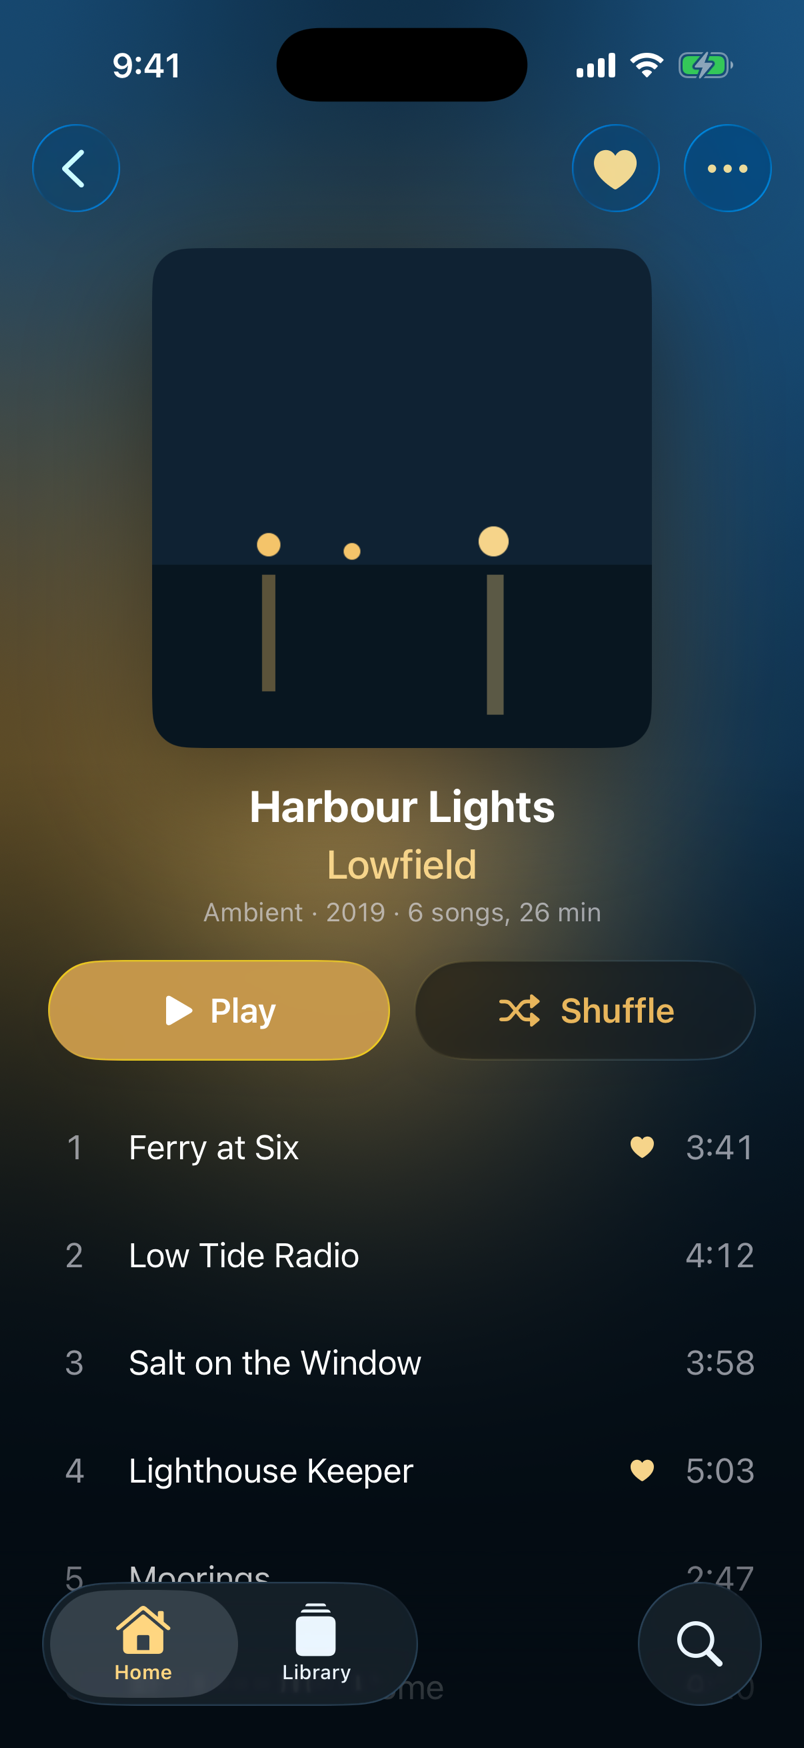 9:41
Harbour Lights
Lowfield
Ambient · 2019 · 6 songs, 26 min
Play
Shuffle
1 Ferry at Six 3:41
2 Low Tide Radio 4:12
3 Salt on the Window 3:58
4 Lighthouse Keeper 5:03
5 Moorings 2:47
Home
Library